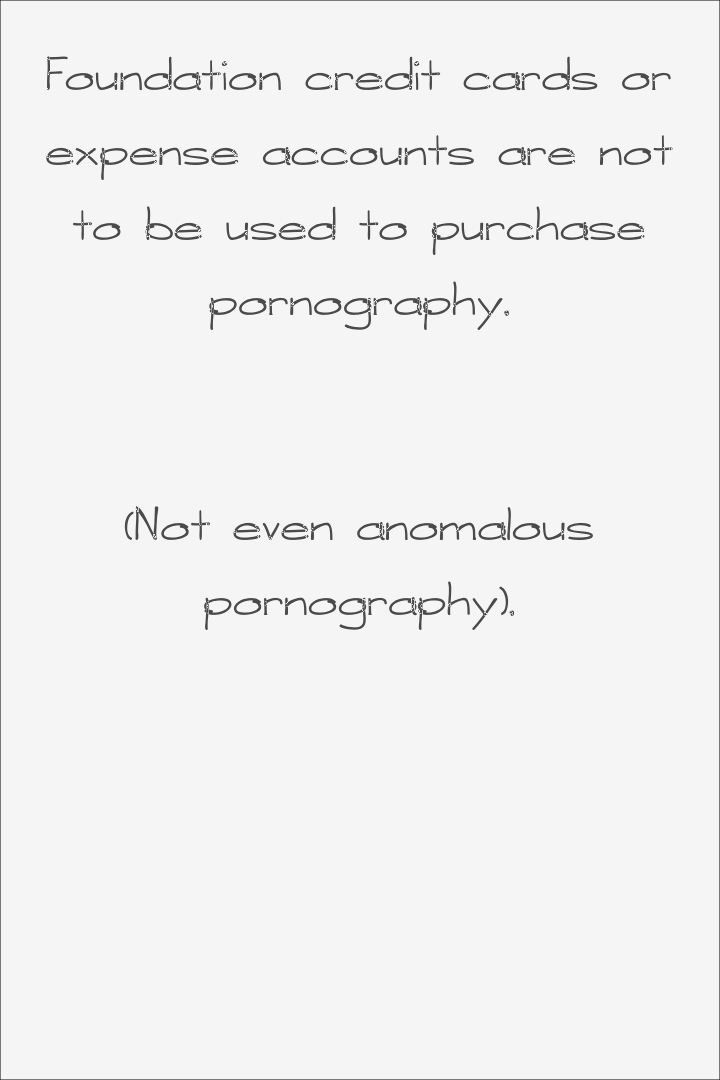 Foundation credit cards or
expense accounts are not
to be used to purchase
pornography.
(Not even anomalous
pornography).